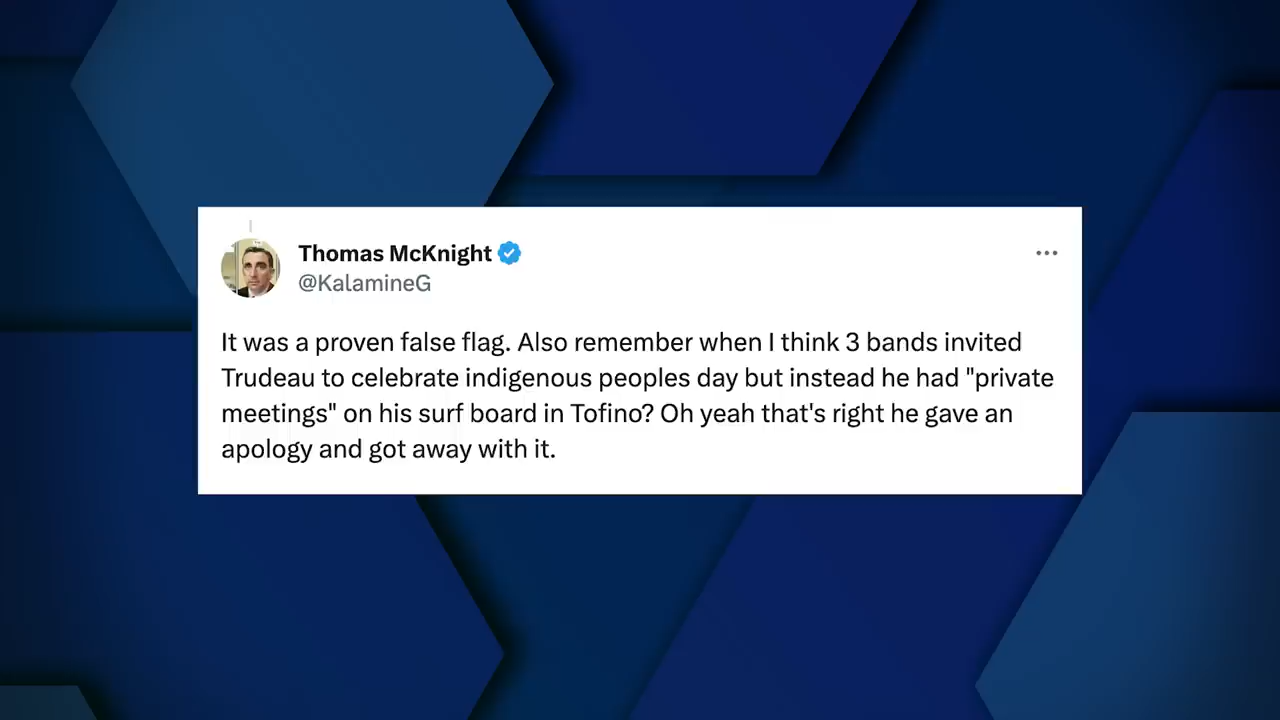 Thomas McKnight
@KalamineG
It was a proven false flag. Also remember when I think 3 bands invited
Trudeau to celebrate indigenous peoples day but instead he had "private
meetings" on his surf board in Tofino? Oh yeah that's right he gave an
apology and got away with it.